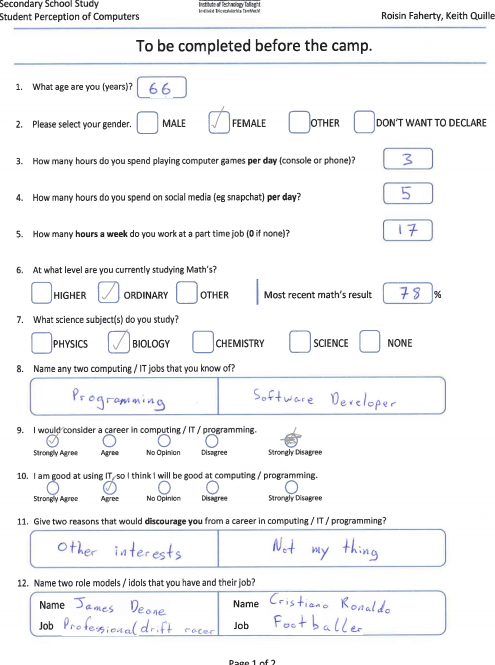 Secondary School Study
Student Perception of Computers
Institute of Technology Tallaght
Roisin Faherty, Keith Quille
To be completed before the camp.
1. What age are you (years)? 66
2. Please select your gender. MALE FEMALE OTHER DON'T WANT TO DECLARE
3. How many hours do you spend playing computer games per day (console or phone)? 3
4. How many hours do you spend on social media (eg snapchat) per day? 5
5. How many hours a week do you work at a part time job (0 if none)? 17
6. At what level are you currently studying Math's?
HIGHER ORDINARY OTHER Most recent math's result 78 %
7. What science subject(s) do you study?
PHYSICS BIOLOGY CHEMISTRY SCIENCE NONE
8. Name any two computing / IT jobs that you know of?
Programming Software Developer
9. I would consider a career in computing / IT / programming.
Strongly Agree Agree No Opinion Disagree Strongly Disagree
10. I am good at using IT, so I think I will be good at computing / programming.
Strongly Agree Agree No Opinion Disagree Strongly Disagree
11. Give two reasons that would discourage you from a career in computing / IT / programming?
Other interests Not my thing
12. Name two role models / idols that you have and their job?
Name James Deane Name Cristiano Ronaldo
Job Professional drift racer Job Footballer
Page 1 of 2